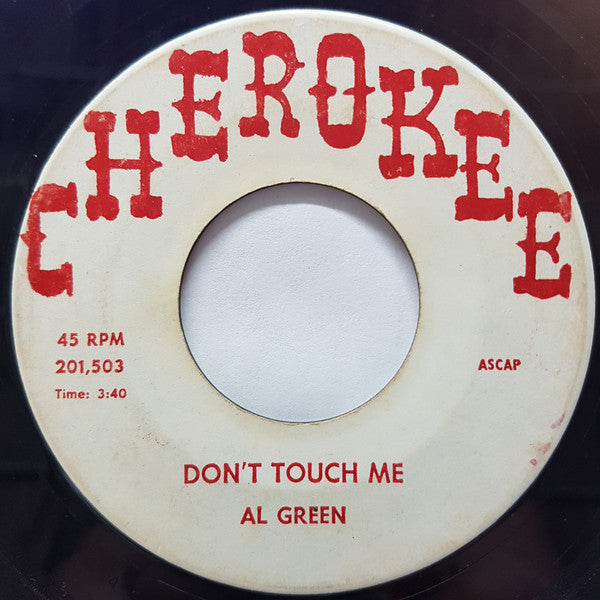 CHEROKEE
45 RPM
201,503
Time: 3:40
ASCAP
DON'T TOUCH ME
AL GREEN